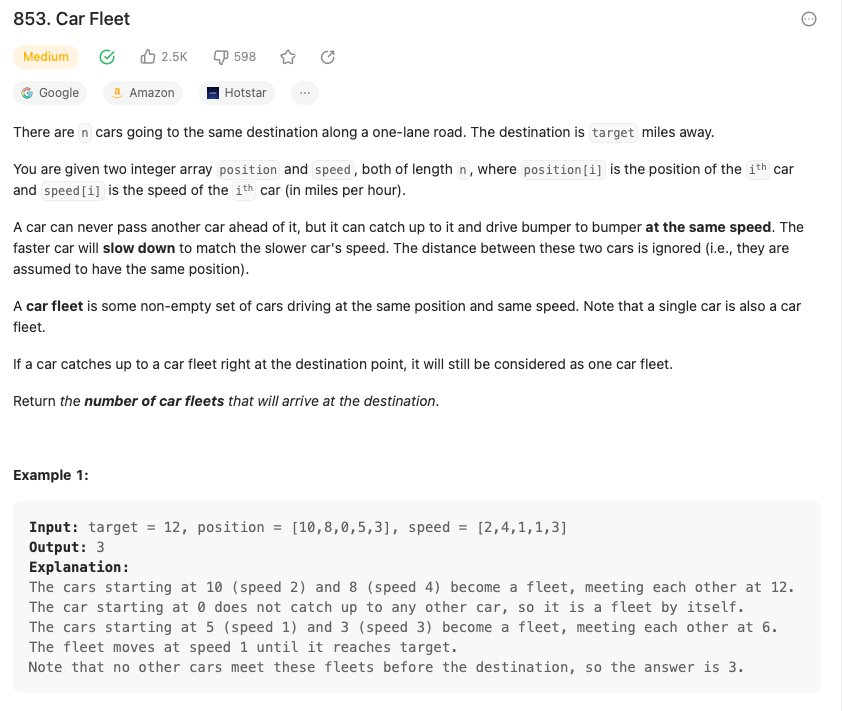 853. Car Fleet
Medium 2.5K 598
Google Amazon Hotstar ...
There are n cars going to the same destination along a one-lane road. The destination is target miles away.
You are given two integer array position and speed, both of length n, where position[i] is the position of the ith car
and speed[i] is the speed of the ith car (in miles per hour).
A car can never pass another car ahead of it, but it can catch up to it and drive bumper to bumper at the same speed. The
faster car will slow down to match the slower car's speed. The distance between these two cars is ignored (i.e., they are
assumed to have the same position).
A car fleet is some non-empty set of cars driving at the same position and same speed. Note that a single car is also a car
fleet.
If a car catches up to a car fleet right at the destination point, it will still be considered as one car fleet.
Return the number of car fleets that will arrive at the destination.
Example 1:
Input: target = 12, position = [10,8,0,5,3], speed = [2,4,1,1,3]
Output: 3
Explanation:
The cars starting at 10 (speed 2) and 8 (speed 4) become a fleet, meeting each other at 12.
The car starting at 0 does not catch up to any other car, so it is a fleet by itself.
The cars starting at 5 (speed 1) and 3 (speed 3) become a fleet, meeting each other at 6.
The fleet moves at speed 1 until it reaches target.
Note that no other cars meet these fleets before the destination, so the answer is 3.